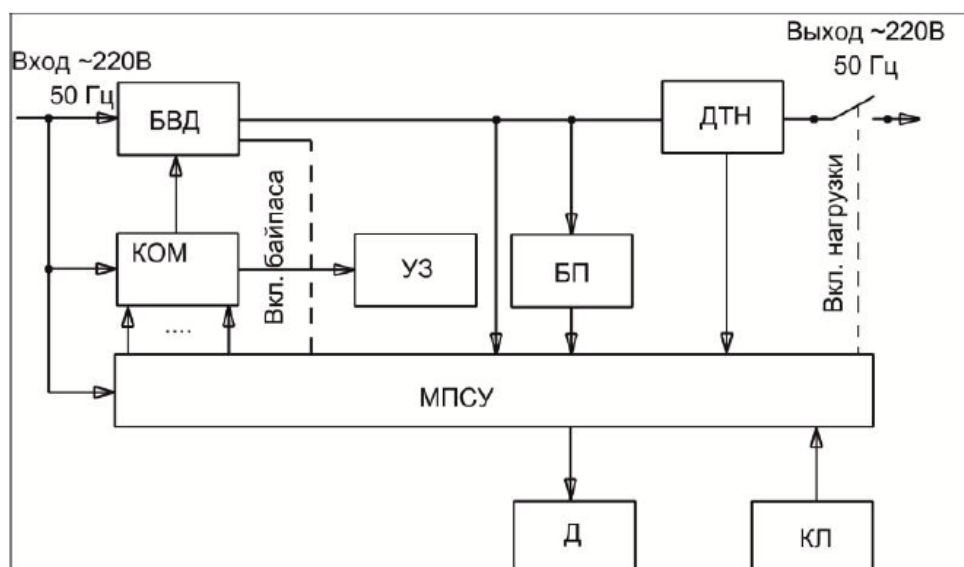 Вход ~220В
50 Гц
Выход ~220В
50 Гц
БВД
ДТН
КОМ
Вкл. байпаса
УЗ
БП
Вкл. нагрузки
....
МПСУ
Д
КЛ